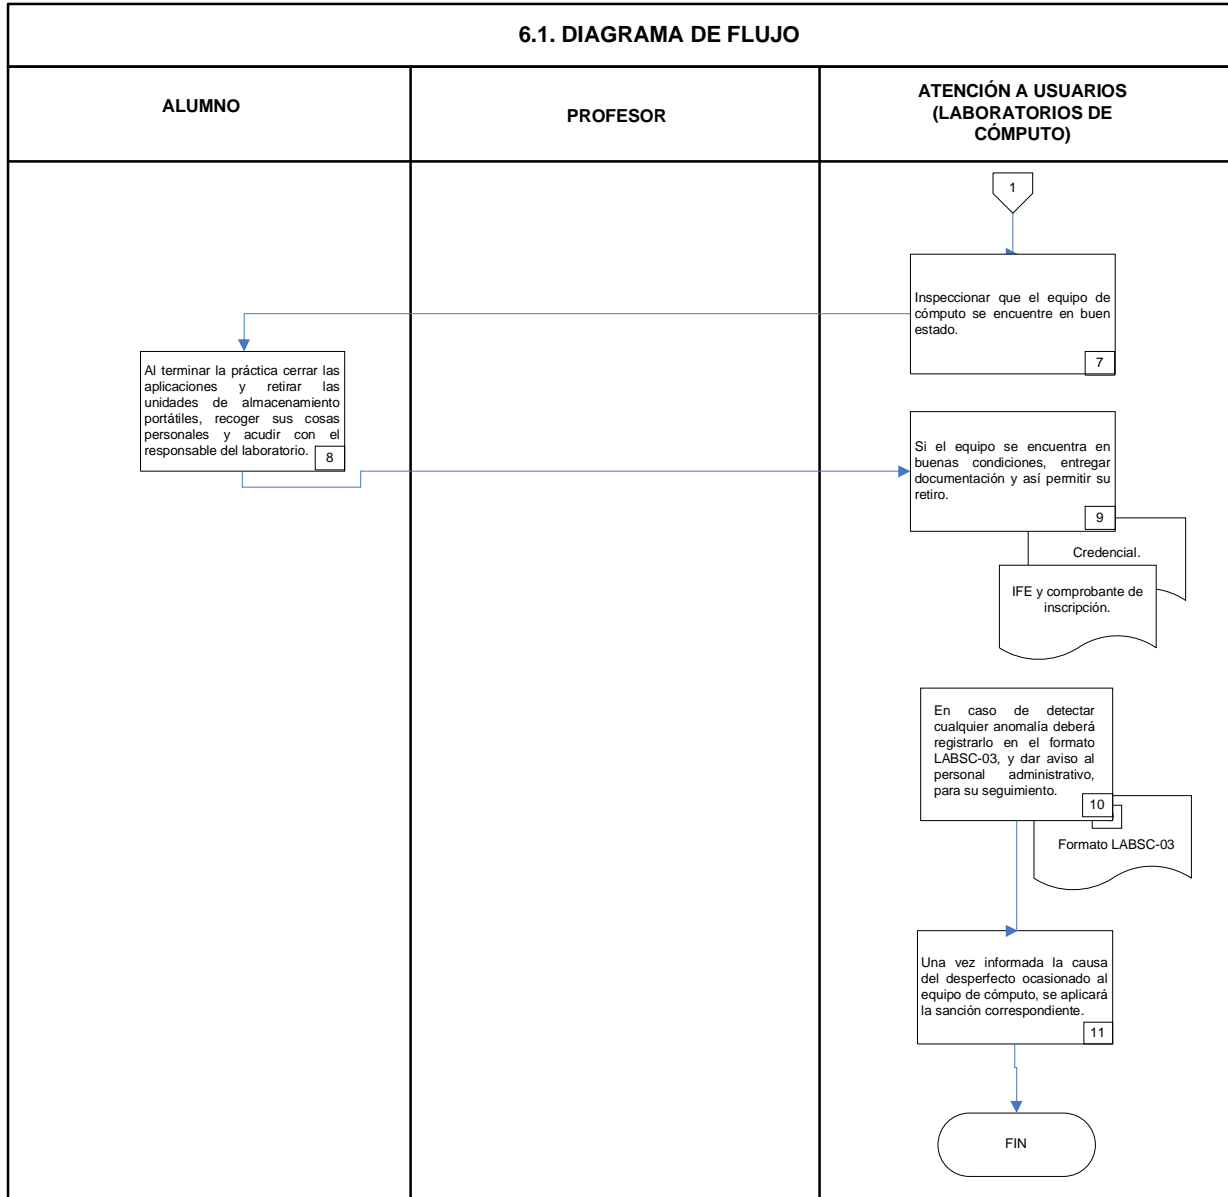 6.1. DIAGRAMA DE FLUJO
ALUMNO
PROFESOR
ATENCIÓN A USUARIOS
(LABORATORIOS DE
CÓMPUTO)
1
Inspeccionar que el equipo de
cómputo se encuentre en buen
estado.
7
Al terminar la práctica cerrar las
aplicaciones y retirar las
unidades de almacenamiento
portátiles, recoger sus cosas
personales y acudir con el
responsable del laboratorio.
8
Si el equipo se encuentra en
buenas condiciones, entregar
documentación y así permitir su
retiro.
9
Credencial.
IFE y comprobante de
inscripción.
En caso de detectar
cualquier anomalía deberá
registrarlo en el formato
LABSC-03, y dar aviso al
personal administrativo,
para su seguimiento.
10
Formato LABSC-03
Una vez informada la causa
del desperfecto ocasionado al
equipo de cómputo, se aplicará
la sanción correspondiente.
11
FIN